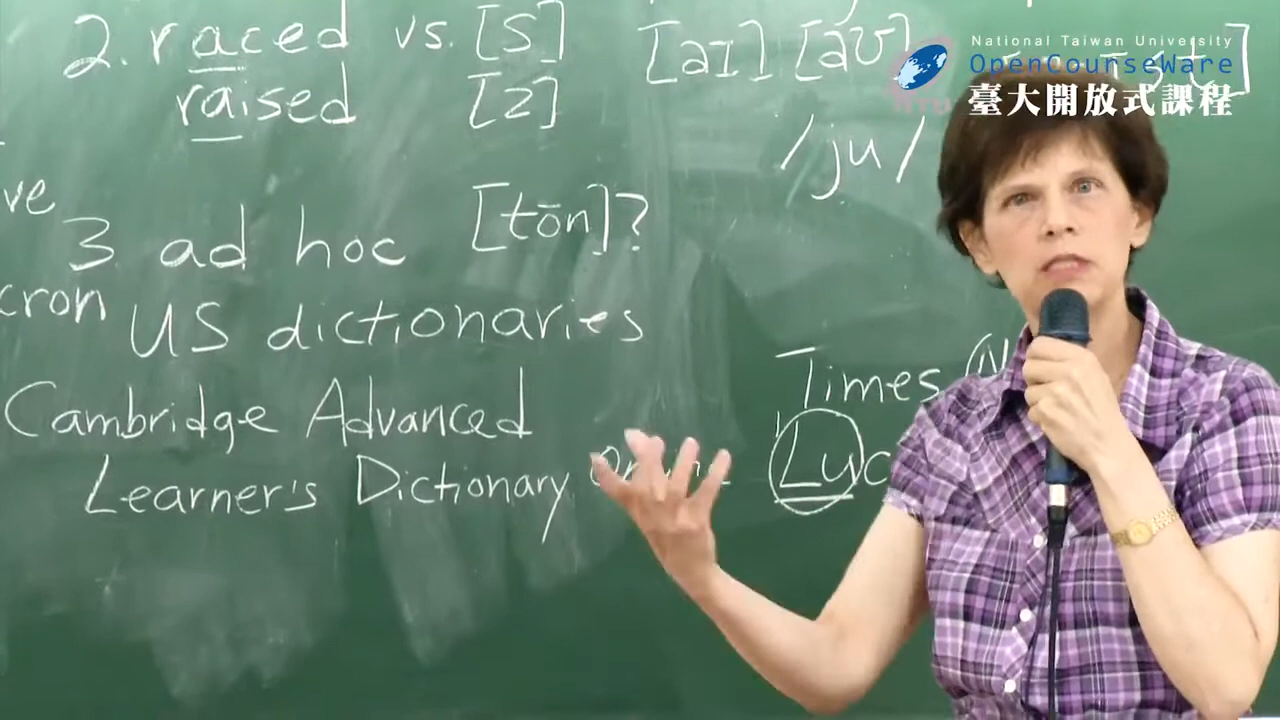 2. raced vs. [s]
raised [z]
[aɪ] [aʊ]
/ju/
National Taiwan University
OpenCourseWare
臺大開放式課程
ve
3 ad hoc [tōn]?
cron US dictionaries
Cambridge Advanced
Learner's Dictionary
Times (N
Luc